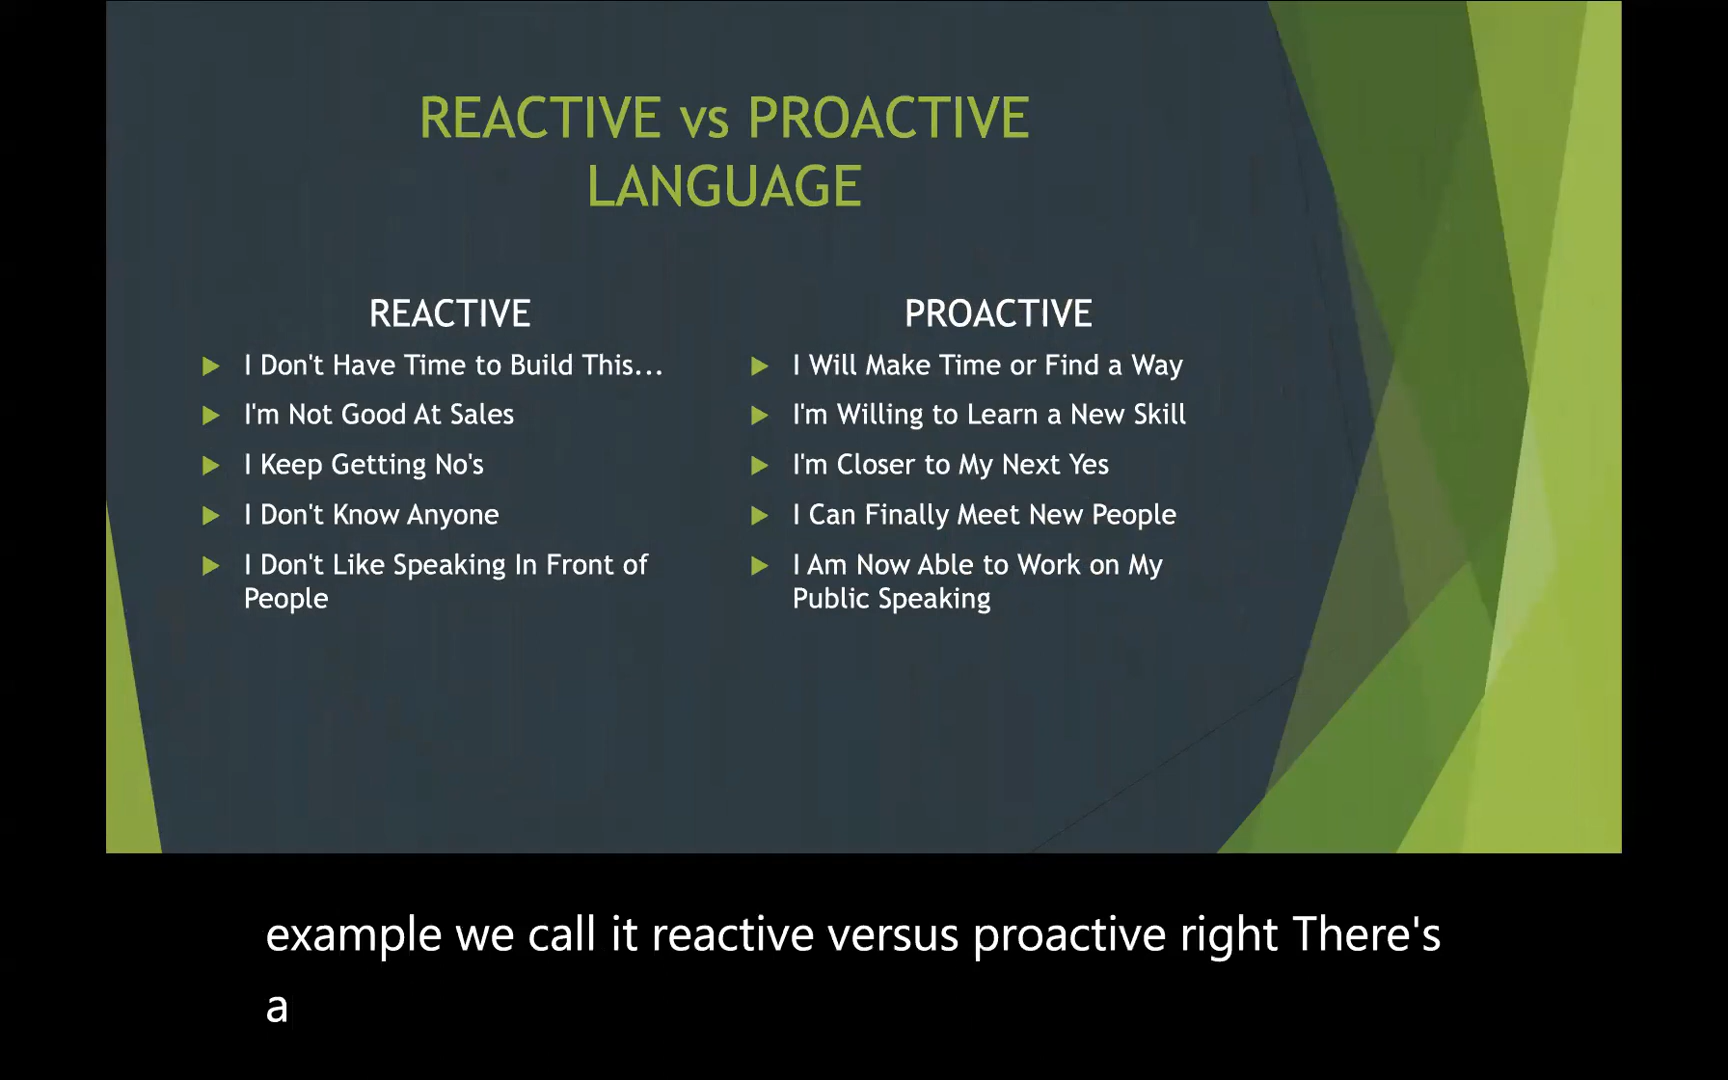 REACTIVE vs PROACTIVE
LANGUAGE
REACTIVE
I Don't Have Time to Build This...
I'm Not Good At Sales
I Keep Getting No's
I Don't Know Anyone
I Don't Like Speaking In Front of
People
PROACTIVE
I Will Make Time or Find a Way
I'm Willing to Learn a New Skill
I'm Closer to My Next Yes
I Can Finally Meet New People
I Am Now Able to Work on My
Public Speaking
example we call it reactive versus proactive right There's
a